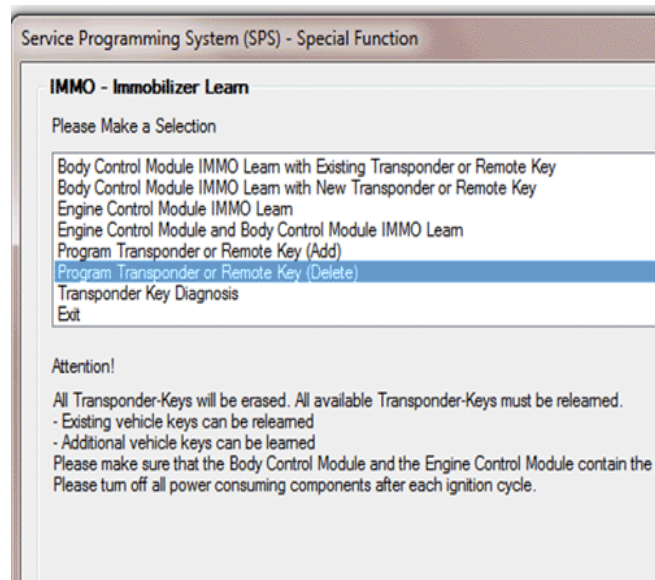 Service Programming System (SPS) - Special Function
IMMO - Immobilizer Learn
Please Make a Selection
Body Control Module IMMO Learn with Existing Transponder or Remote Key
Body Control Module IMMO Learn with New Transponder or Remote Key
Engine Control Module IMMO Learn
Engine Control Module and Body Control Module IMMO Learn
Program Transponder or Remote Key (Add)
Program Transponder or Remote Key (Delete)
Transponder Key Diagnosis
Exit
Attention!
All Transponder-Keys will be erased. All available Transponder-Keys must be relearned.
- Existing vehicle keys can be relearned
- Additional vehicle keys can be learned
Please make sure that the Body Control Module and the Engine Control Module contain the
Please turn off all power consuming components after each ignition cycle.